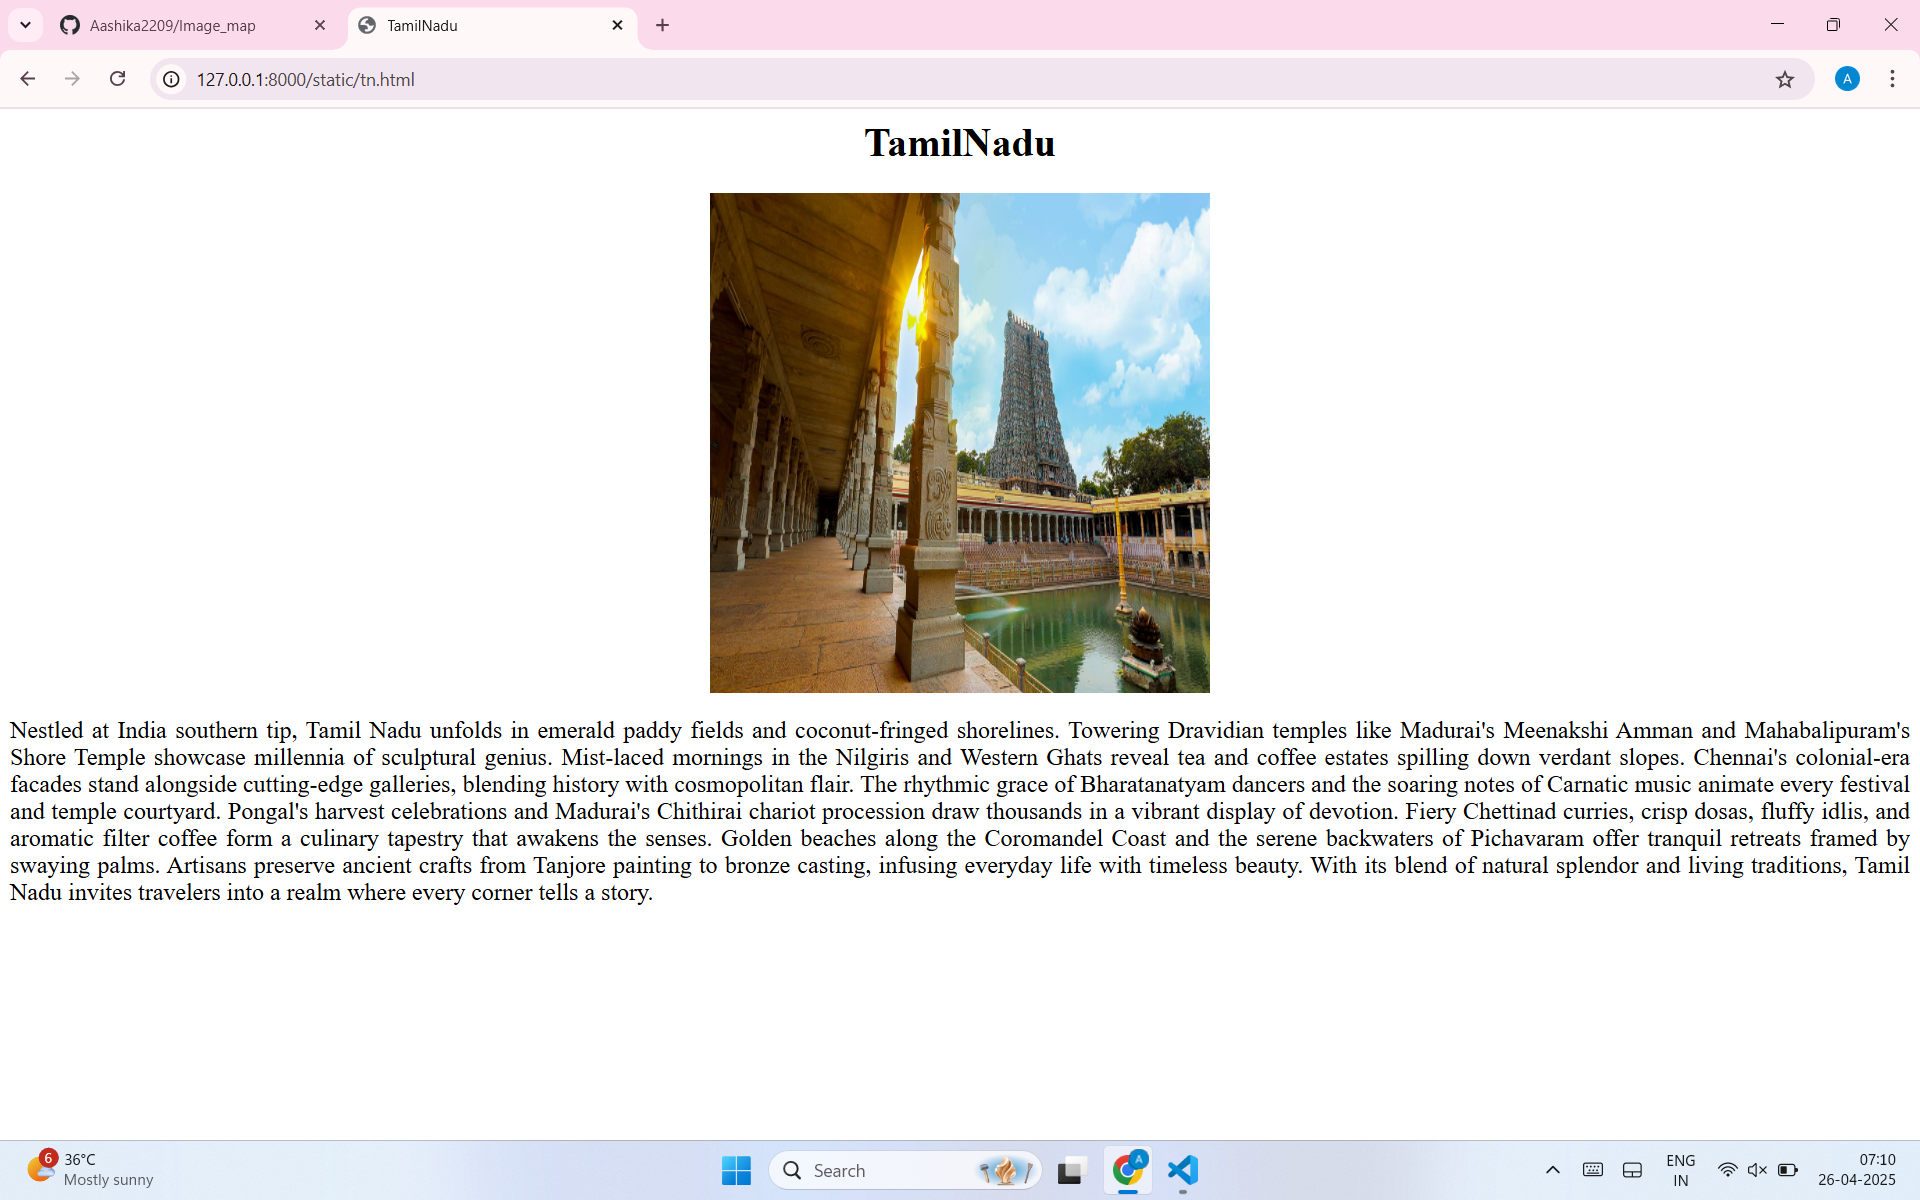 Aashika2209/Image_map
TamilNadu
127.0.0.1:8000/static/tn.html
A
TamilNadu
Nestled at India southern tip, Tamil Nadu unfolds in emerald paddy fields and coconut-fringed shorelines. Towering Dravidian temples like Madurai's Meenakshi Amman and Mahabalipuram's
Shore Temple showcase millennia of sculptural genius. Mist-laced mornings in the Nilgiris and Western Ghats reveal tea and coffee estates spilling down verdant slopes. Chennai's colonial-era
facades stand alongside cutting-edge galleries, blending history with cosmopolitan flair. The rhythmic grace of Bharatanatyam dancers and the soaring notes of Carnatic music animate every festival
and temple courtyard. Pongal's harvest celebrations and Madurai's Chithirai chariot procession draw thousands in a vibrant display of devotion. Fiery Chettinad curries, crisp dosas, fluffy idlis, and
aromatic filter coffee form a culinary tapestry that awakens the senses. Golden beaches along the Coromandel Coast and the serene backwaters of Pichavaram offer tranquil retreats framed by
swaying palms. Artisans preserve ancient crafts from Tanjore painting to bronze casting, infusing everyday life with timeless beauty. With its blend of natural splendor and living traditions, Tamil
Nadu invites travelers into a realm where every corner tells a story.
6
36°C
Mostly sunny
Search
A
ENG
IN
07:10
26-04-2025